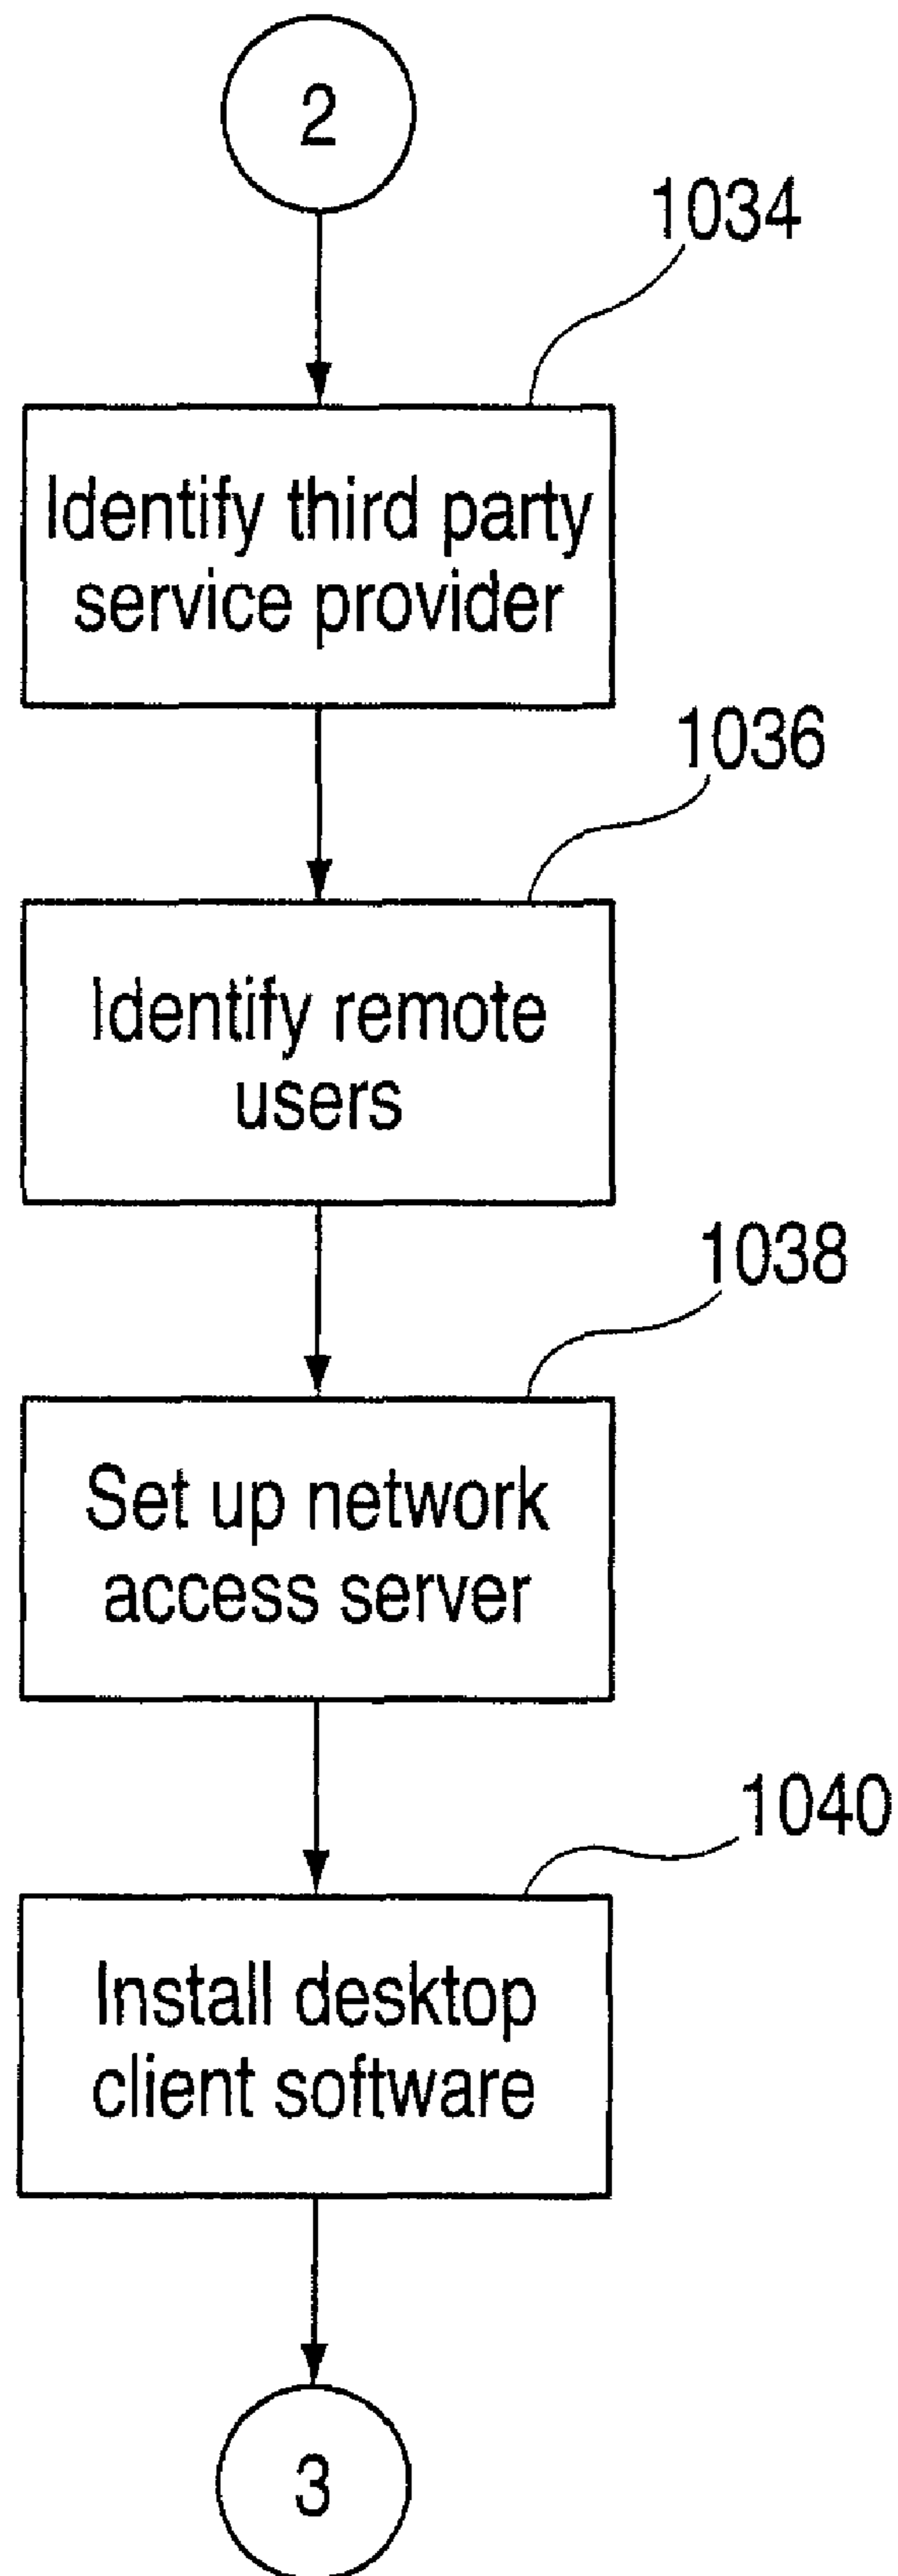 2
1034
Identify third party
service provider
1036
Identify remote
users
1038
Set up network
access server
1040
Install desktop
client software
3